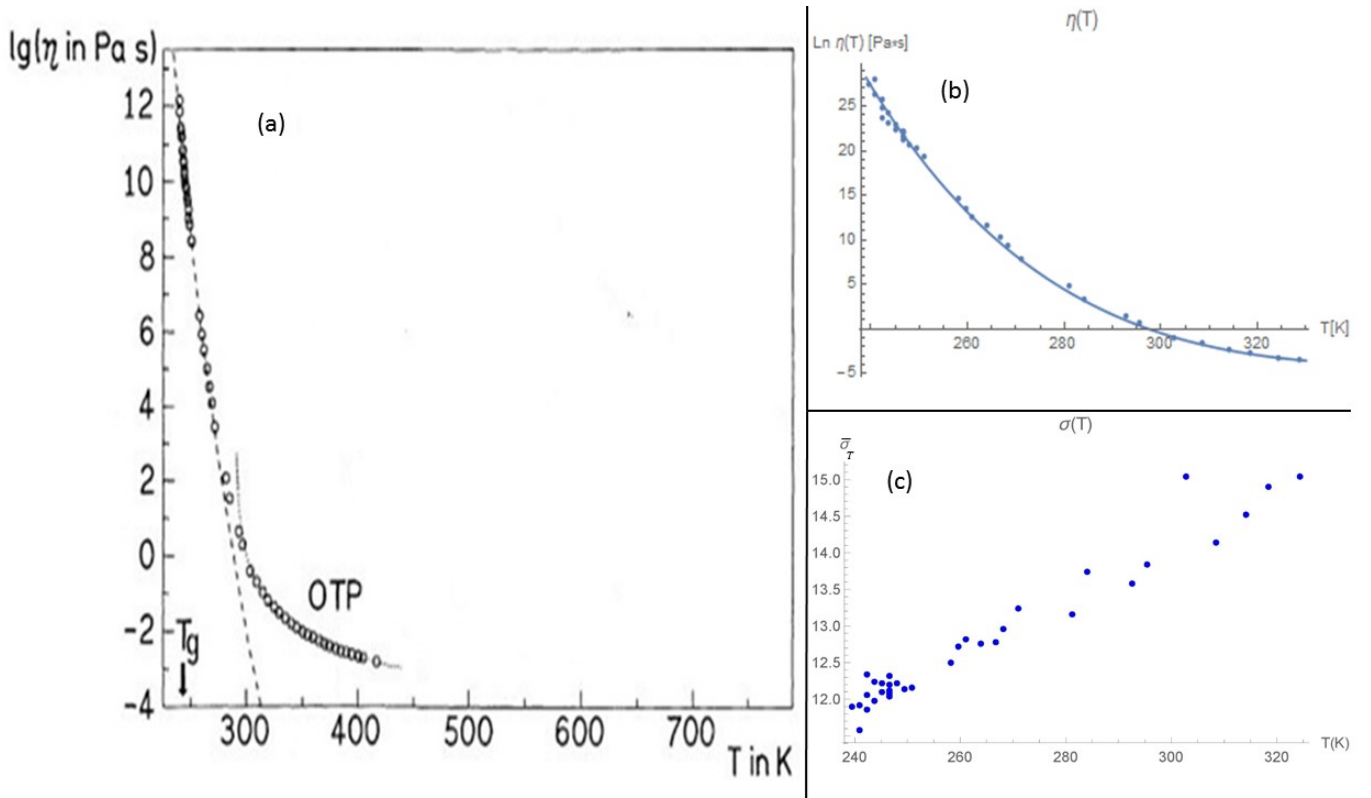 lg(η in Pa s)
(a)
12
10
8
6
4
2
0
-2
-4
OTP
Tg
300
400
500
600
700
T in K
η(T)
Ln η(T) [Pa*s]
(b)
25
20
15
10
5
-5
260
280
300
320
T[K]
σ(T)
σ̅
T
(c)
15.0
14.5
14.0
13.5
13.0
12.5
12.0
240
260
280
300
320
T(K)